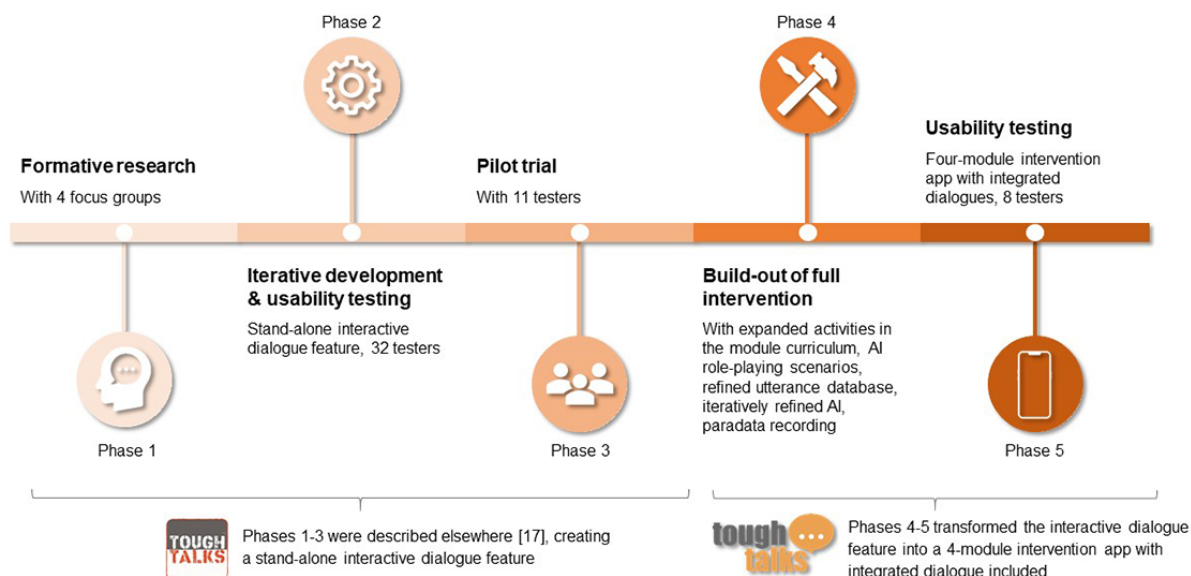 Phase 2
Phase 4
Formative research
With 4 focus groups
Pilot trial
With 11 testers
Usability testing
Four-module intervention
app with integrated
dialogues, 8 testers
Iterative development
& usability testing
Stand-alone interactive
dialogue feature, 32 testers
Build-out of full
intervention
With expanded activities in
the module curriculum, AI
role-playing scenarios,
refined utterance database,
iteratively refined AI,
paradata recording
Phase 1
Phase 3
Phase 5
TOUGH
TALKS
Phases 1-3 were described elsewhere [17], creating
a stand-alone interactive dialogue feature
tough
talks
Phases 4-5 transformed the interactive dialogue
feature into a 4-module intervention app with
integrated dialogue included